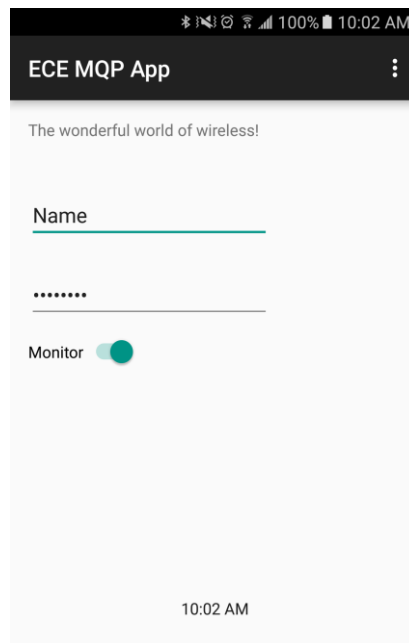 100% 10:02 AM
ECE MQP App
The wonderful world of wireless!
Name
••••••••
Monitor
10:02 AM